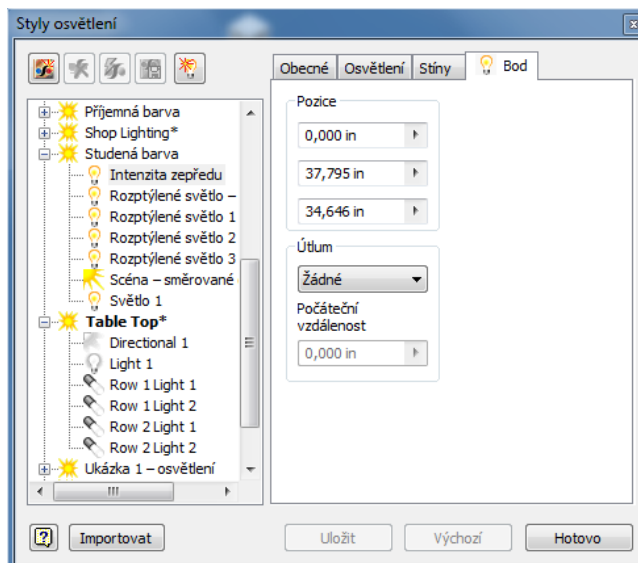 Styly osvětlení
Příjemná barva
Shop Lighting*
Studená barva
Intenzita zepředu
Rozptýlené světlo –
Rozptýlené světlo 1
Rozptýlené světlo 2
Rozptýlené světlo 3
Scéna – směrované
Světlo 1
Table Top*
Directional 1
Light 1
Row 1 Light 1
Row 1 Light 2
Row 2 Light 1
Row 2 Light 2
Ukázka 1 – osvětlení
Importovat
Obecné Osvětlení Stíny Bod
Pozice
0,000 in
37,795 in
34,646 in
Útlum
Žádné
Počáteční
vzdálenost
0,000 in
Uložit Výchozí Hotovo